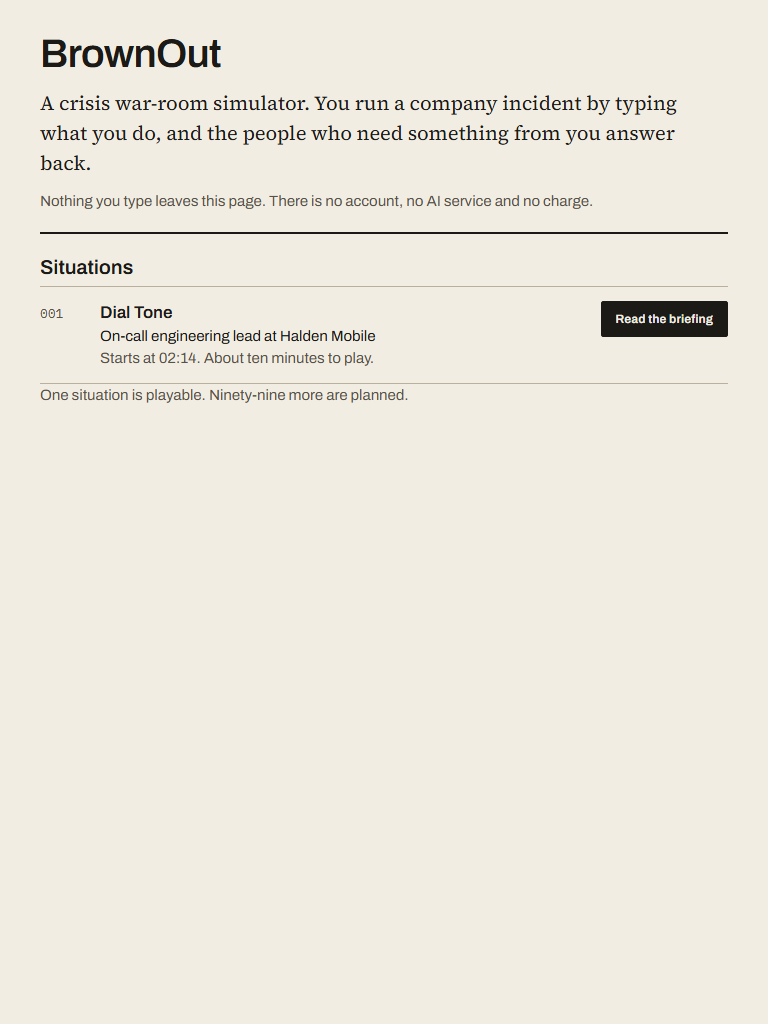 BrownOut
A crisis war-room simulator. You run a company incident by typing
what you do, and the people who need something from you answer
back.
Nothing you type leaves this page. There is no account, no AI service and no charge.
Situations
001
Dial Tone
Read the briefing
On-call engineering lead at Halden Mobile
Starts at 02:14. About ten minutes to play.
One situation is playable. Ninety-nine more are planned.